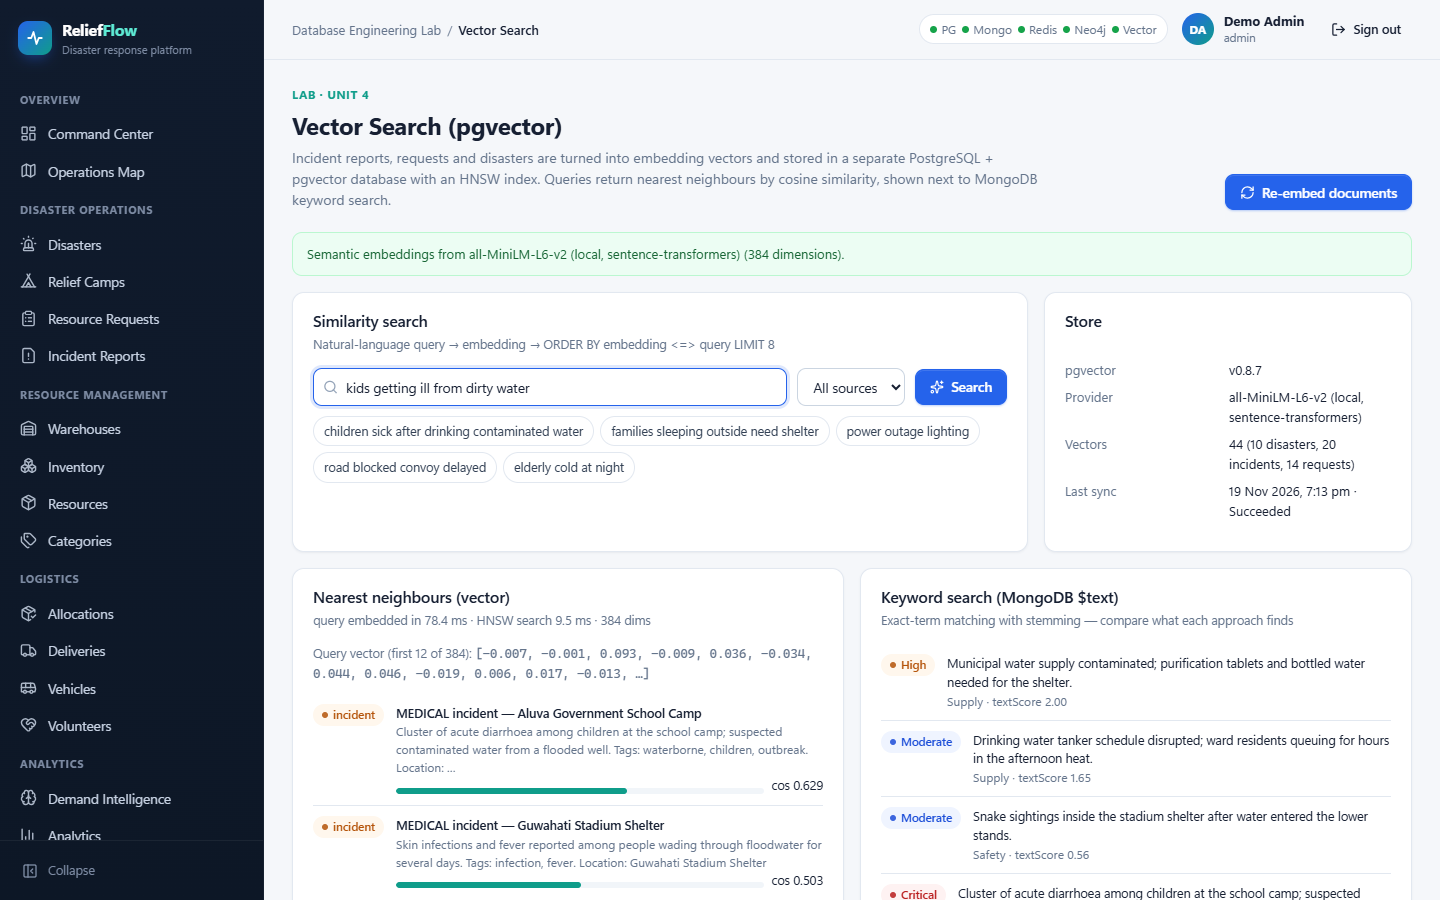 ReliefFlow
Disaster response platform
OVERVIEW
Command Center
Operations Map
DISASTER OPERATIONS
Disasters
Relief Camps
Resource Requests
Incident Reports
RESOURCE MANAGEMENT
Warehouses
Inventory
Resources
Categories
LOGISTICS
Allocations
Deliveries
Vehicles
Volunteers
ANALYTICS
Demand Intelligence
Analytics
Collapse
Database Engineering Lab / Vector Search
PG Mongo Redis Neo4j Vector
DA
Demo Admin
admin
Sign out
LAB · UNIT 4
Vector Search (pgvector)
Incident reports, requests and disasters are turned into embedding vectors and stored in a separate PostgreSQL +
pgvector database with an HNSW index. Queries return nearest neighbours by cosine similarity, shown next to MongoDB
keyword search.
Re-embed documents
Semantic embeddings from all-MiniLM-L6-v2 (local, sentence-transformers) (384 dimensions).
Similarity search
Natural-language query → embedding → ORDER BY embedding <=> query LIMIT 8
kids getting ill from dirty water
All sources
Search
children sick after drinking contaminated water
families sleeping outside need shelter
power outage lighting
road blocked convoy delayed
elderly cold at night
Store
pgvector v0.8.7
Provider all-MiniLM-L6-v2 (local,
sentence-transformers)
Vectors 44 (10 disasters, 20
incidents, 14 requests)
Last sync 19 Nov 2026, 7:13 pm ·
Succeeded
Nearest neighbours (vector)
query embedded in 78.4 ms · HNSW search 9.5 ms · 384 dims
Query vector (first 12 of 384): [-0.007, -0.001, 0.093, -0.009, 0.036, -0.034,
0.044, 0.046, -0.019, 0.006, 0.017, -0.013, …]
incident
MEDICAL incident — Aluva Government School Camp
Cluster of acute diarrhoea among children at the school camp; suspected
contaminated water from a flooded well. Tags: waterborne, children, outbreak.
Location: ...
cos 0.629
incident
MEDICAL incident — Guwahati Stadium Shelter
Skin infections and fever reported among people wading through floodwater for
several days. Tags: infection, fever. Location: Guwahati Stadium Shelter
cos 0.503
Keyword search (MongoDB $text)
Exact-term matching with stemming — compare what each approach finds
High
Municipal water supply contaminated; purification tablets and bottled water
needed for the shelter.
Supply · textScore 2.00
Moderate
Drinking water tanker schedule disrupted; ward residents queuing for hours
in the afternoon heat.
Supply · textScore 1.65
Moderate
Snake sightings inside the stadium shelter after water entered the lower
stands.
Safety · textScore 0.56
Critical
Cluster of acute diarrhoea among children at the school camp; suspected